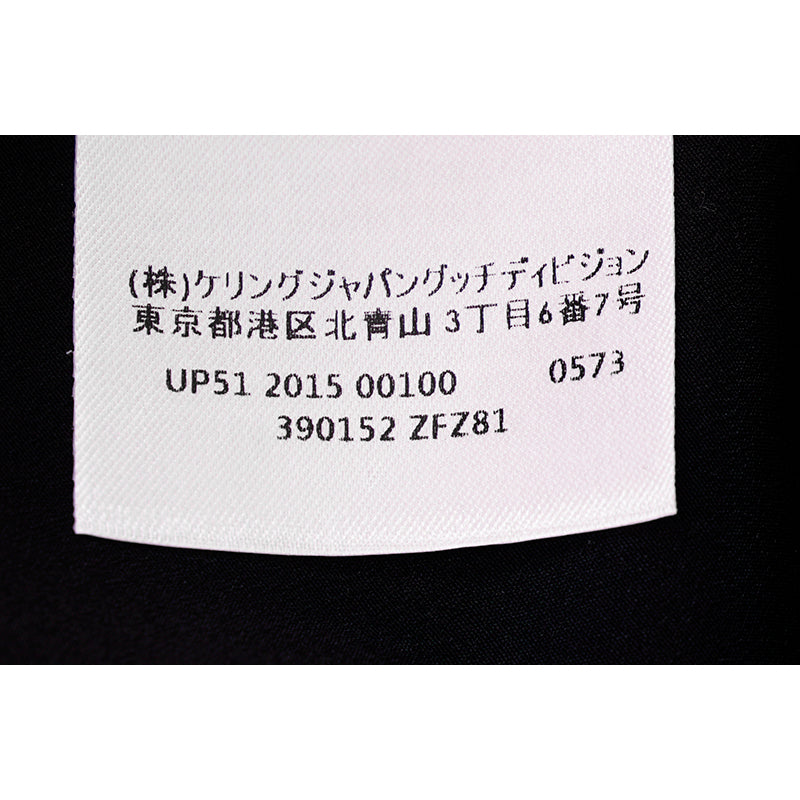 (株)ケリングジャパングッチディビジョン
東京都港区北青山 3丁目6番7号
UP51 2015 00100 0573
390152 ZFZ81